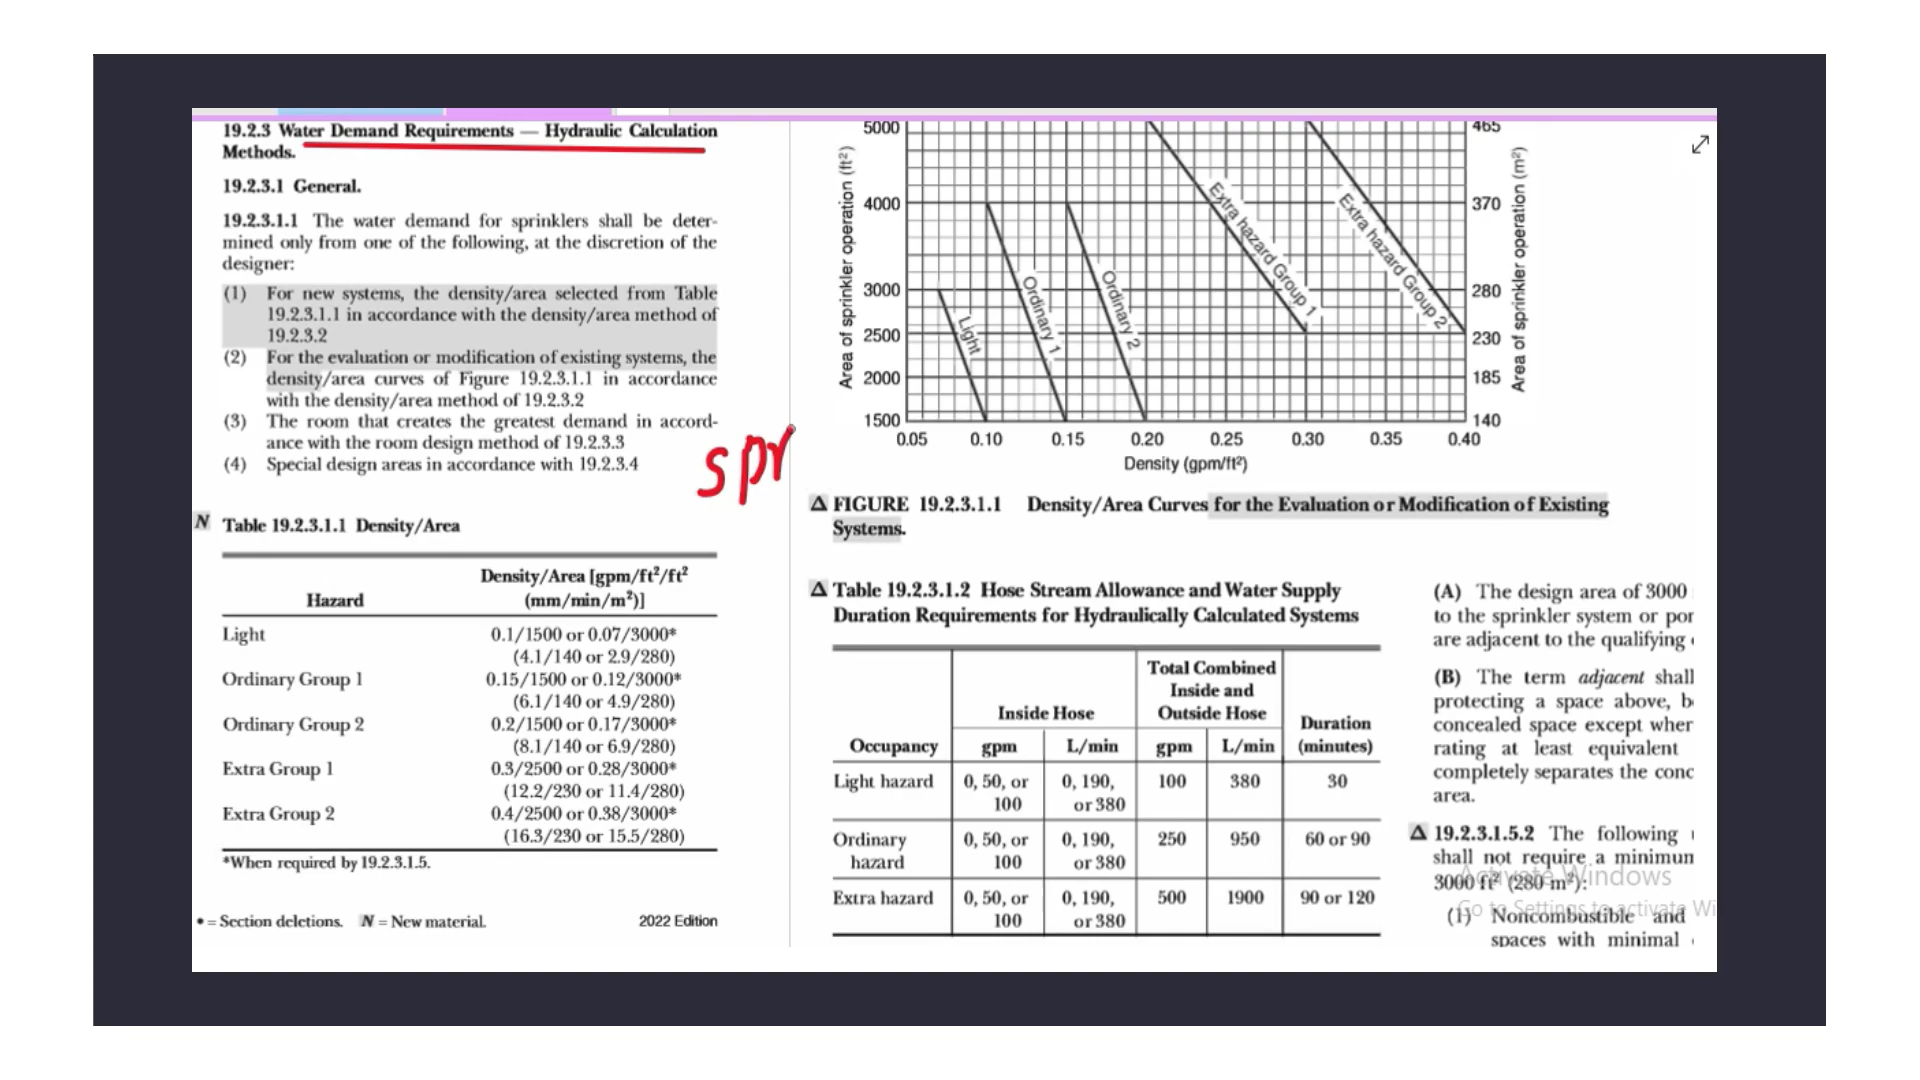 19.2.3 Water Demand Requirements — Hydraulic Calculation
Methods.
19.2.3.1 General.
19.2.3.1.1 The water demand for sprinklers shall be deter-
mined only from one of the following, at the discretion of the
designer:
(1) For new systems, the density/area selected from Table
19.2.3.1.1 in accordance with the density/area method of
19.2.3.2
(2) For the evaluation or modification of existing systems, the
density/area curves of Figure 19.2.3.1.1 in accordance
with the density/area method of 19.2.3.2
(3) The room that creates the greatest demand in accord-
ance with the room design method of 19.2.3.3
(4) Special design areas in accordance with 19.2.3.4
spr
N Table 19.2.3.1.1 Density/Area
Density/Area [gpm/ft²/ft²
Hazard (mm/min/m²)]
Light 0.1/1500 or 0.07/3000*
(4.1/140 or 2.9/280)
Ordinary Group 1 0.15/1500 or 0.12/3000*
(6.1/140 or 4.9/280)
Ordinary Group 2 0.2/1500 or 0.17/3000*
(8.1/140 or 6.9/280)
Extra Group 1 0.3/2500 or 0.28/3000*
(12.2/230 or 11.4/280)
Extra Group 2 0.4/2500 or 0.38/3000*
(16.3/230 or 15.5/280)
*When required by 19.2.3.1.5.
• = Section deletions. N = New material. 2022 Edition
Area of sprinkler operation (ft²)
5000
4000
3000
2500
2000
1500
Light
Ordinary 1
Ordinary 2
Extra hazard Group 1
Extra hazard Group 2
465
370
280
230
185
140
Area of sprinkler operation (m²)
0.05 0.10 0.15 0.20 0.25 0.30 0.35 0.40
Density (gpm/ft²)
Δ FIGURE 19.2.3.1.1 Density/Area Curves for the Evaluation or Modification of Existing
Systems.
Δ Table 19.2.3.1.2 Hose Stream Allowance and Water Supply
Duration Requirements for Hydraulically Calculated Systems
Total Combined
Inside and
Inside Hose Outside Hose Duration
Occupancy gpm L/min gpm L/min (minutes)
Light hazard 0, 50, or 0, 190, 100 380 30
100 or 380
Ordinary 0, 50, or 0, 190, 250 950 60 or 90
hazard 100 or 380
Extra hazard 0, 50, or 0, 190, 500 1900 90 or 120
100 or 380
(A) The design area of 3000
to the sprinkler system or por
are adjacent to the qualifying
(B) The term adjacent shall
protecting a space above, b
concealed space except wher
rating at least equivalent
completely separates the conc
area.
Δ 19.2.3.1.5.2 The following
shall not require a minimun
3000 ft² (280 m²):
(1) Noncombustible and
spaces with minimal
Activate Windows
Go to Settings to activate Wi